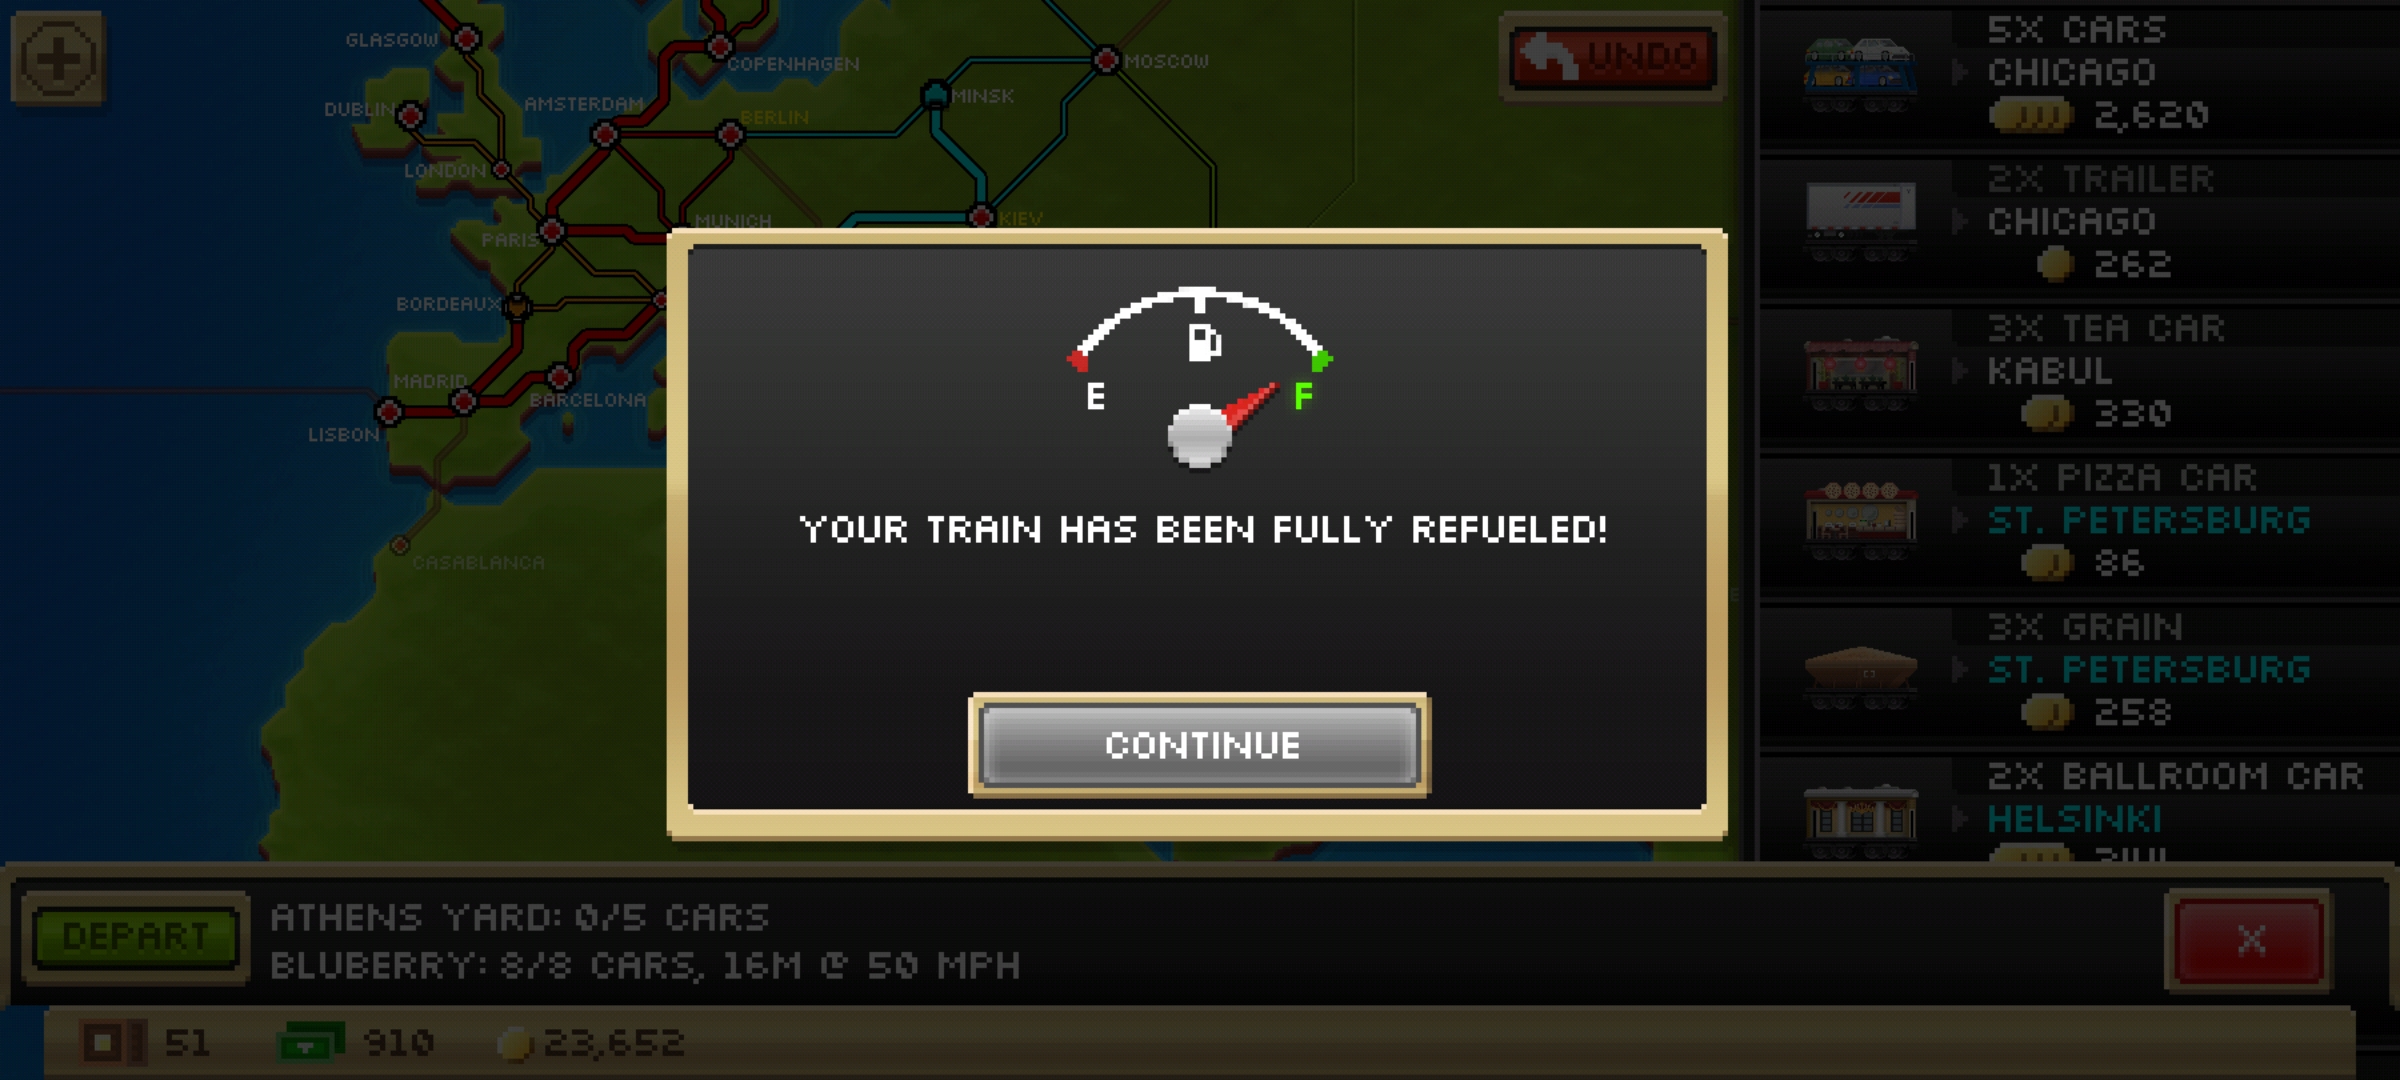 GLASGOW
COPENHAGEN
MOSCOW
UNDO
DUBLIN
AMSTERDAM
BERLIN
MINSK
LONDON
PARIS
MUNICH
KIEV
BORDEAUX
MADRID
BARCELONA
LISBON
CASABLANCA
E
F
YOUR TRAIN HAS BEEN FULLY REFUELED!
CONTINUE
5X CARS
CHICAGO
2,620
2X TRAILER
CHICAGO
262
3X TEA CAR
KABUL
330
1X PIZZA CAR
ST. PETERSBURG
86
3X GRAIN
ST. PETERSBURG
258
2X BALLROOM CAR
HELSINKI
DEPART
ATHENS YARD: 0/5 CARS
BLUBERRY: 8/8 CARS, 16M @ 50 MPH
X
51
910
23,652